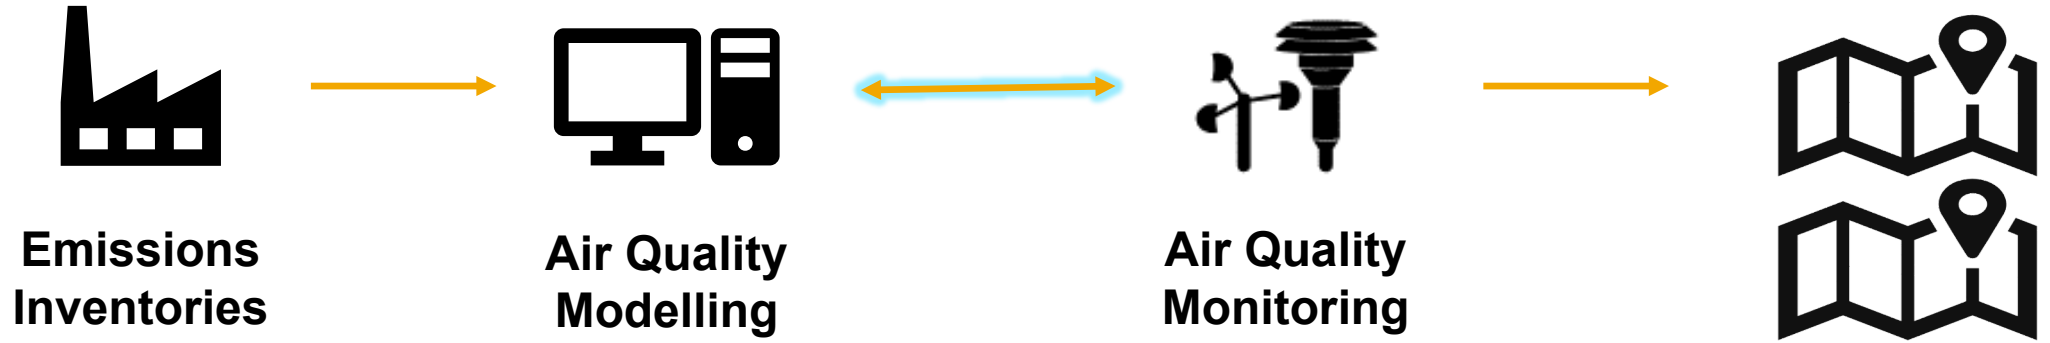 Emissions
Inventories
Air Quality
Modelling
Air Quality
Monitoring